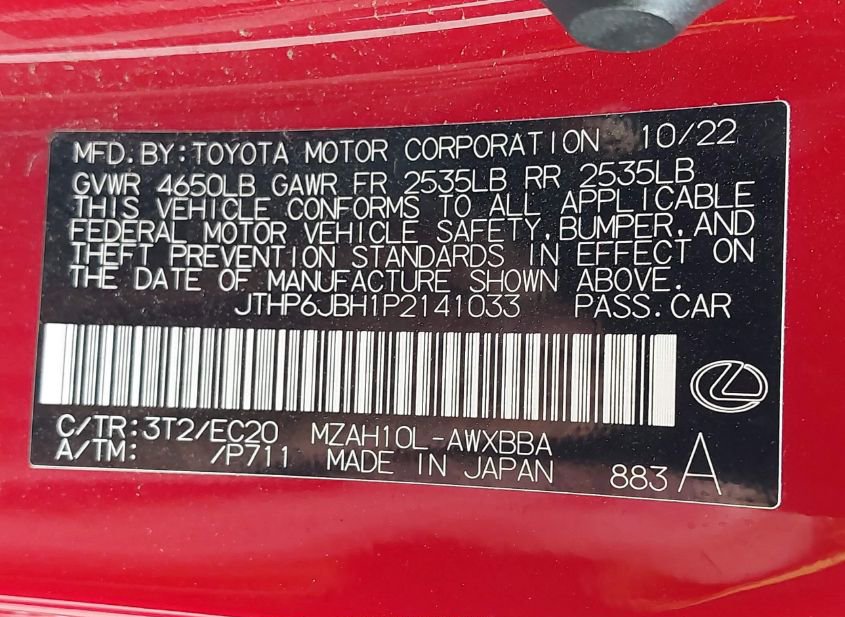 MFD. BY: TOYOTA MOTOR CORPORATION 10/22
GVWR 4650LB GAWR FR 2535LB RR 2535LB
THIS VEHICLE CONFORMS TO ALL APPLICABLE
FEDERAL MOTOR VEHICLE SAFETY, BUMPER, AND
THEFT PREVENTION STANDARDS IN EFFECT ON
THE DATE OF MANUFACTURE SHOWN ABOVE.
JTHP6JBH1P2141033 PASS. CAR
C/TR: 3T2/EC20 MZAH10L-AWXBBA
A/TM: /P711 MADE IN JAPAN 883 A